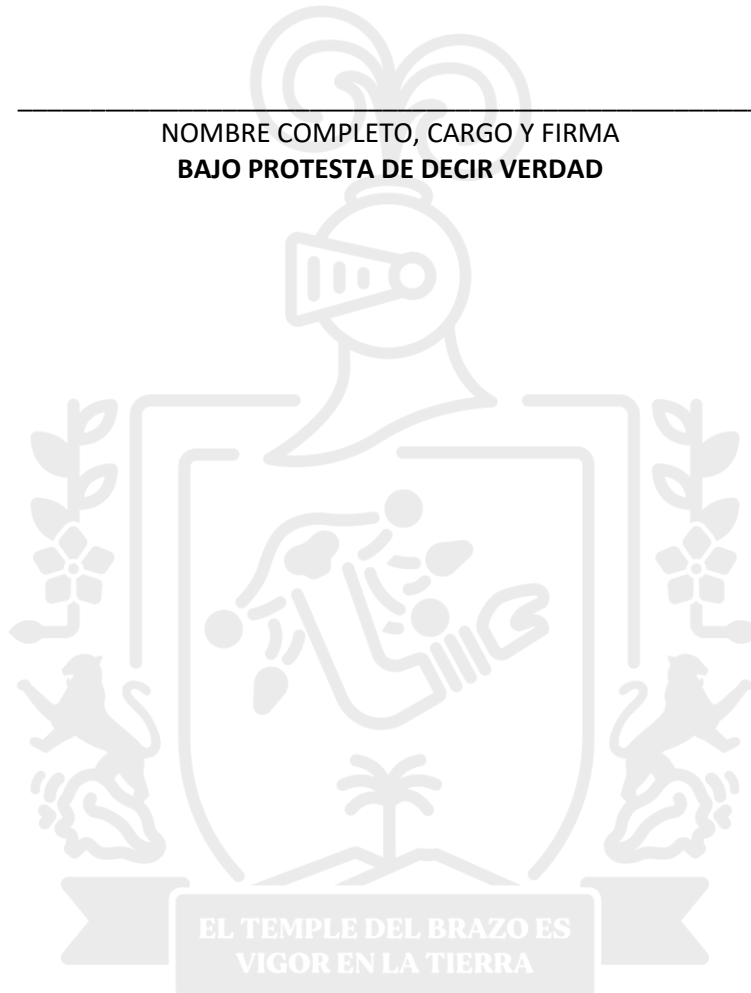 NOMBRE COMPLETO, CARGO Y FIRMA
BAJO PROTESTA DE DECIR VERDAD
EL TEMPLE DEL BRAZO ES
VIGOR EN LA TIERRA